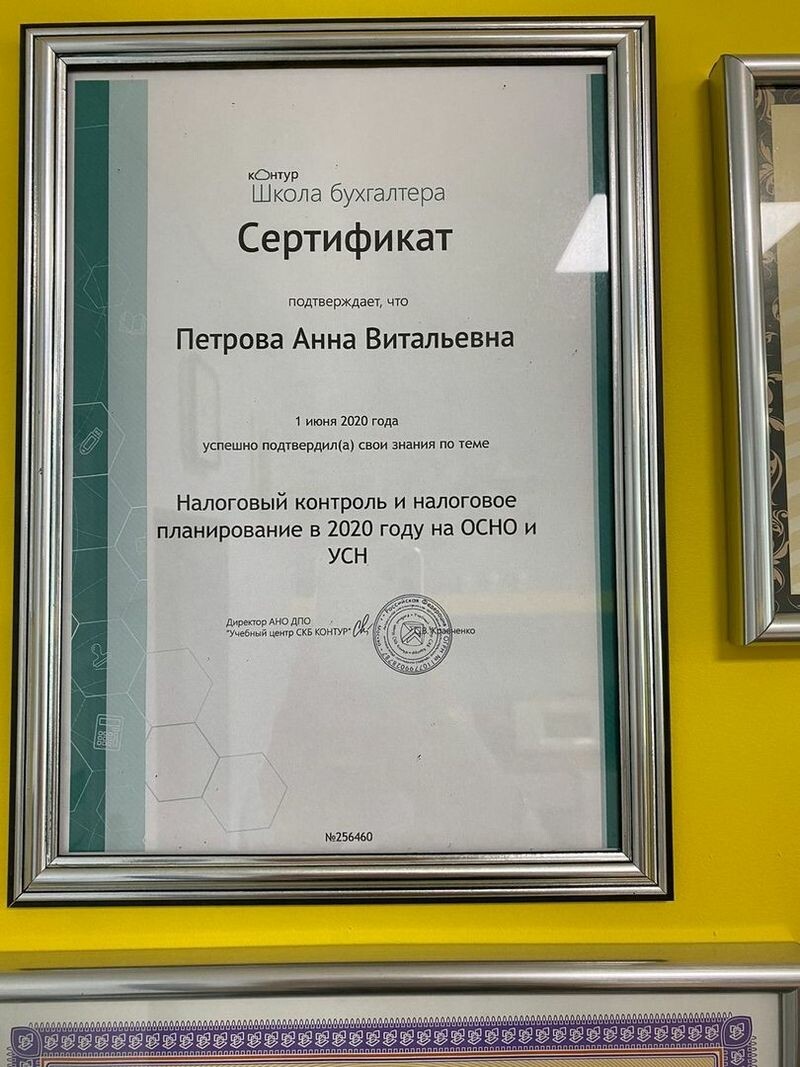 контур
Школа бухгалтера
Сертификат
подтверждает, что
Петрова Анна Витальевна
1 июня 2020 года
успешно подтвердил(а) свои знания по теме
Налоговый контроль и налоговое
планирование в 2020 году на ОСНО и
УСН
Директор АНО ДПО
"Учебный центр СКБ КОНТУР" Кравченко
№256460